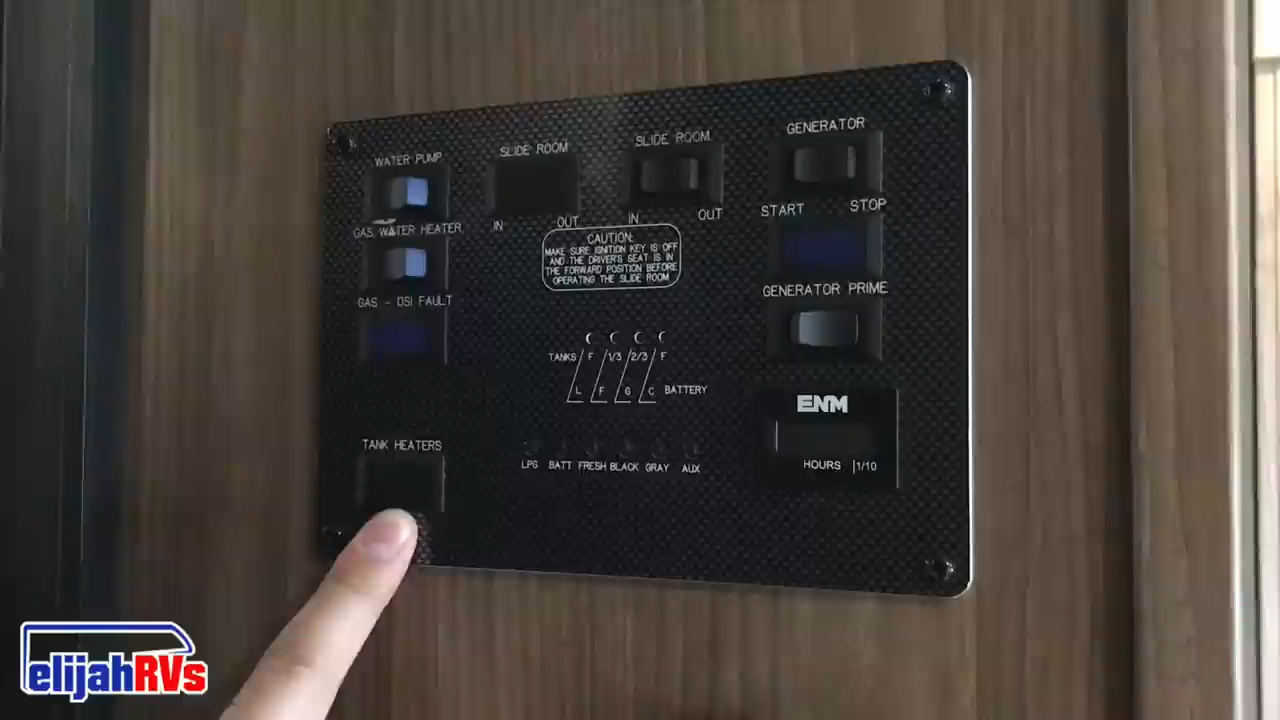 WATER PUMP
SLIDE ROOM
SLIDE ROOM
GENERATOR
IN OUT
IN OUT
START STOP
GAS WATER HEATER
CAUTION:
MAKE SURE IGNITION KEY IS OFF
AND THE DRIVER'S SEAT IS IN
THE FORWARD POSITION BEFORE
OPERATING THE SLIDE ROOM
GAS - DSI FAULT
GENERATOR PRIME
TANKS F 1/3 2/3 F
L F G C BATTERY
ENM
HOURS 1/10
TANK HEATERS
LPG BATT FRESH BLACK GRAY AUX
elijahRVs